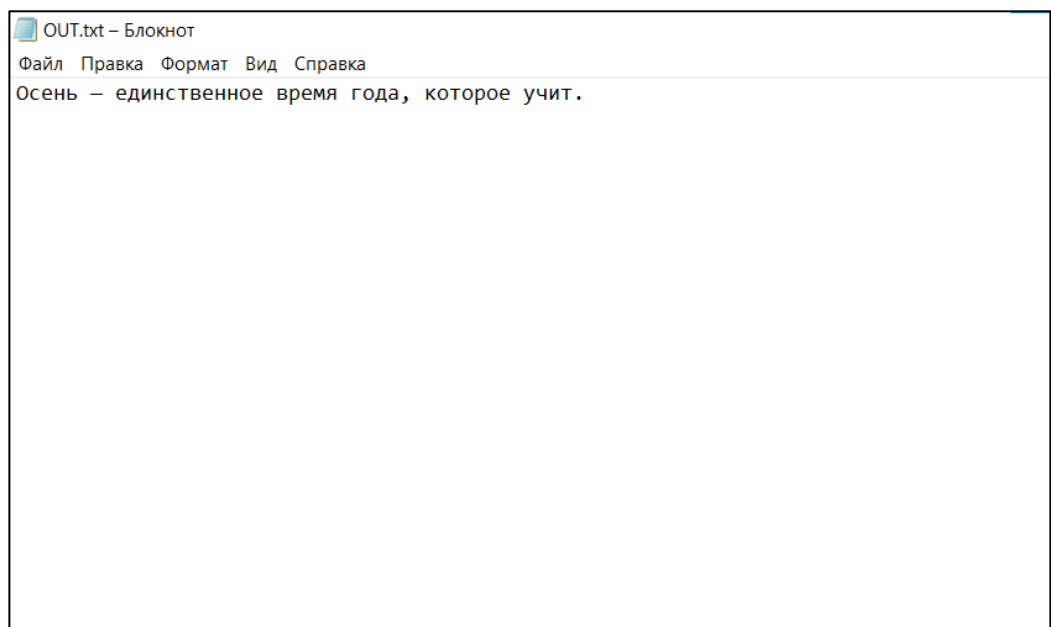 OUT.txt – Блокнот
Файл Правка Формат Вид Справка
Осень – единственное время года, которое учит.